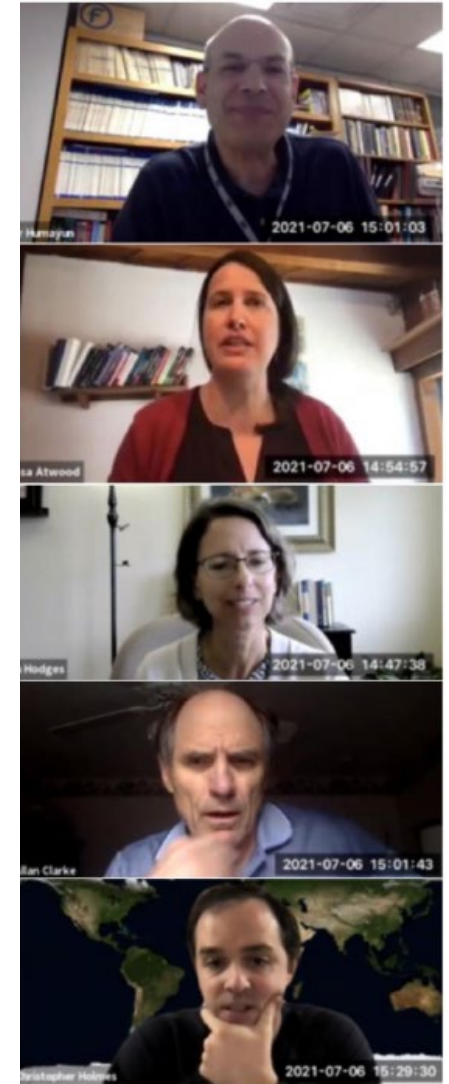 F
Humayun
2021-07-06 15:01:03
sa Atwood
2021-07-06 14:54:57
Hodges
2021-07-06 14:47:38
llan Clarke
2021-07-06 15:01:43
Christopher Holmes
2021-07-06 15:29:30